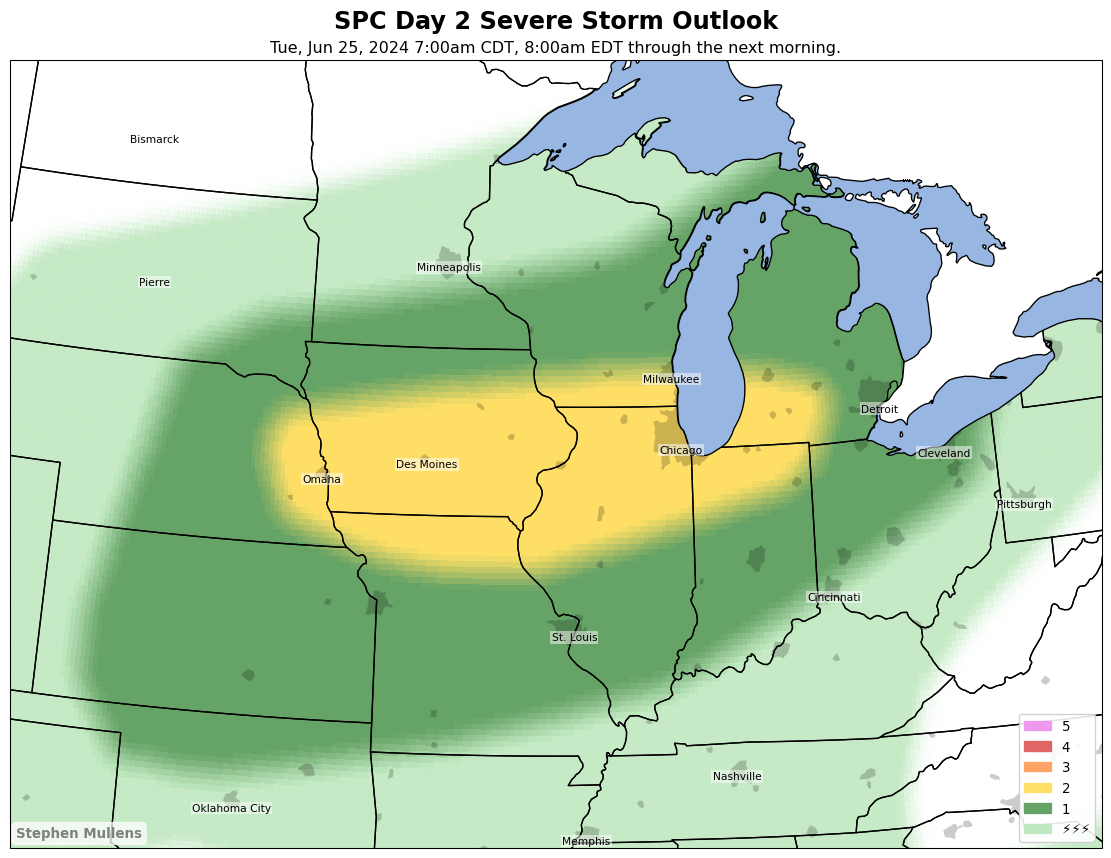 SPC Day 2 Severe Storm Outlook
Tue, Jun 25, 2024 7:00am CDT, 8:00am EDT through the next morning.
Bismarck
Minneapolis
Pierre
Milwaukee
Detroit
Chicago
Cleveland
Des Moines
Omaha
Pittsburgh
Cincinnati
St. Louis
Nashville
Oklahoma City
Memphis
5
4
3
2
1
⚡⚡⚡
Stephen Mullens